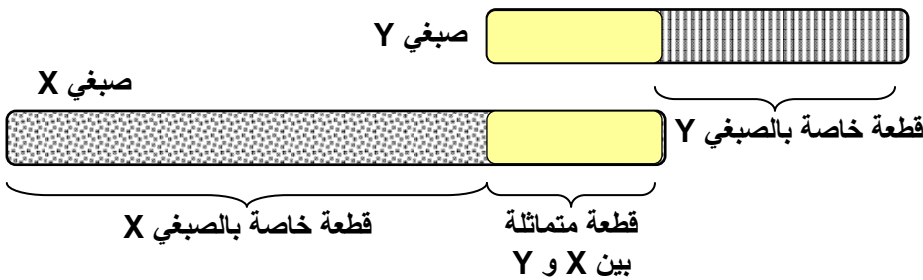 صبغي Y
صبغي X
قطعة خاصة بالصبغي Y
قطعة خاصة بالصبغي X
قطعة متماثلة
بين X و Y